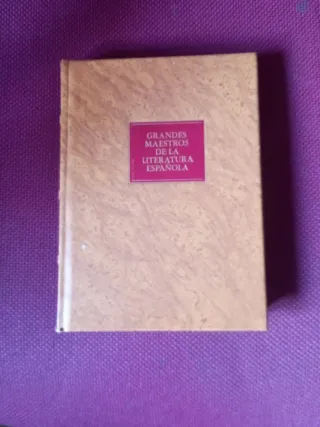 GRANDES
MAESTROS
DE LA
LITERATURA
ESPAÑOLA